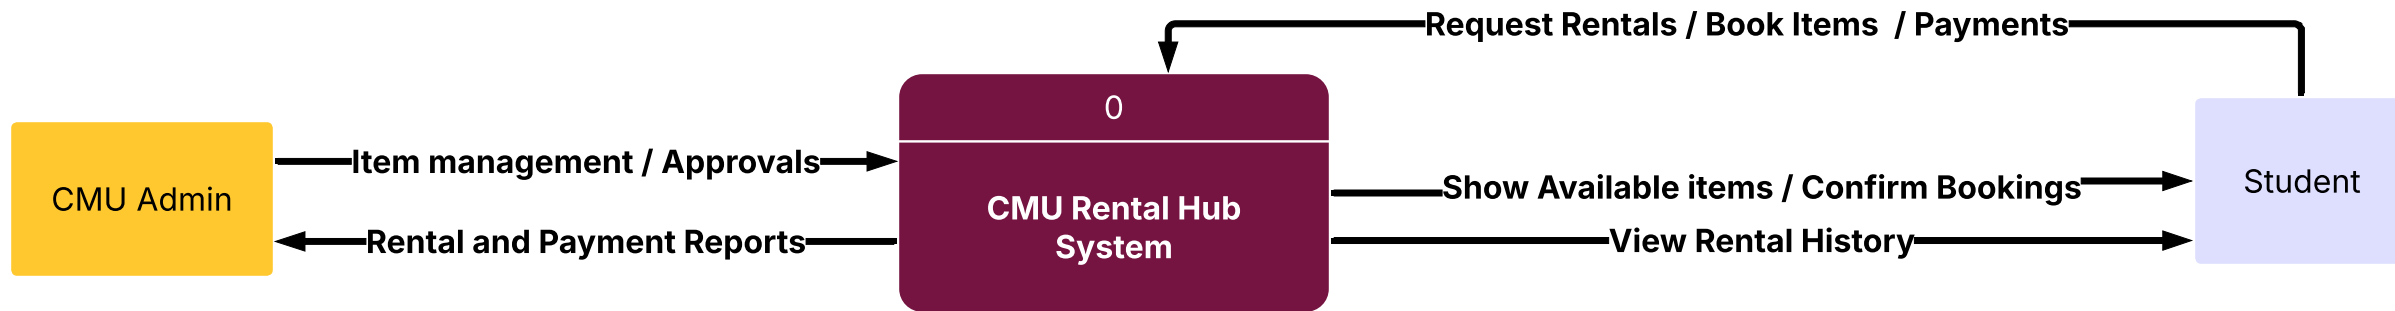 Request Rentals / Book Items  / Payments
0
CMU Admin
Item management / Approvals
Rental and Payment Reports
CMU Rental Hub
System
Show Available items / Confirm Bookings
View Rental History
Student